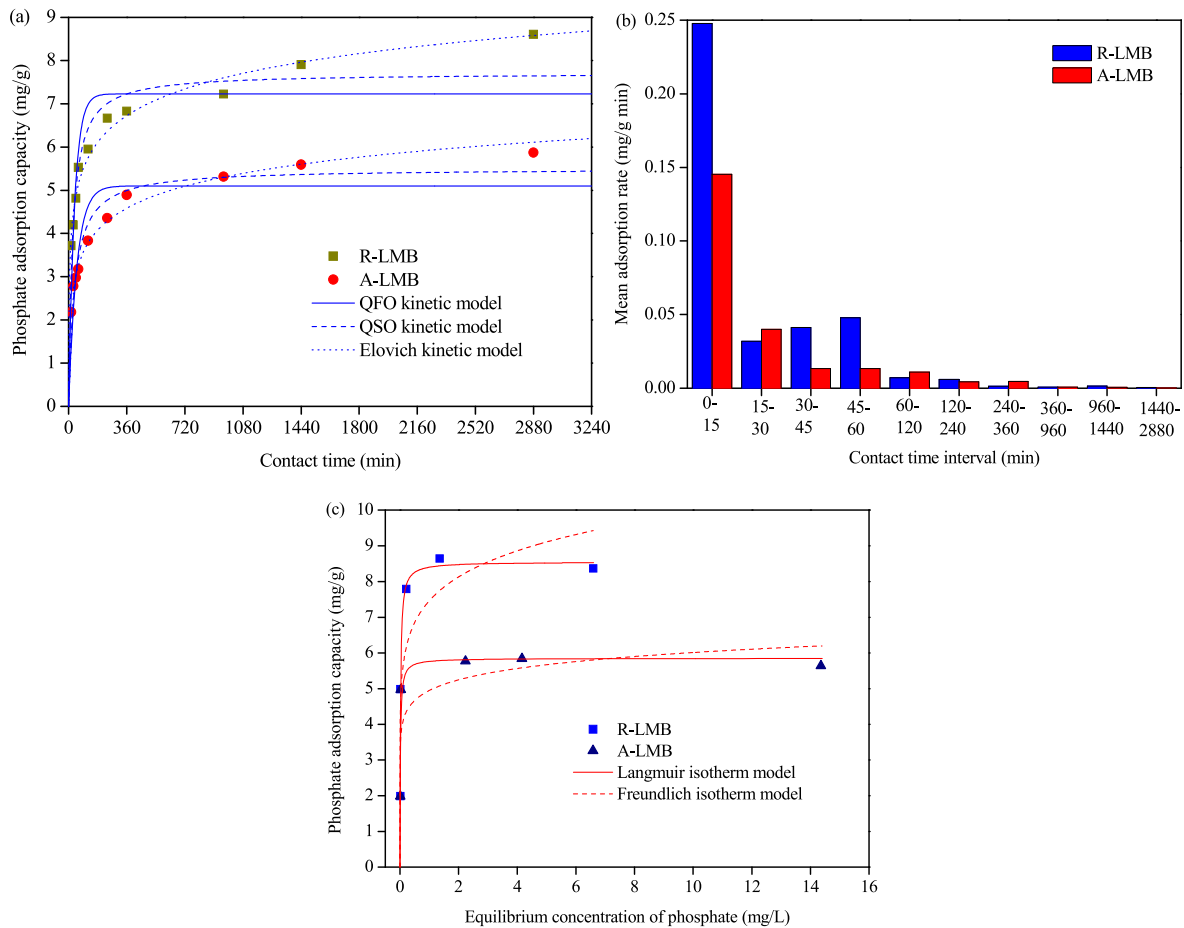 (a)
Phosphate adsorption capacity (mg/g)
9
8
7
6
5
4
3
2
1
0
R-LMB
A-LMB
QFO kinetic model
QSO kinetic model
Elovich kinetic model
0 360 720 1080 1440 1800 2160 2520 2880 3240
Contact time (min)
(b)
Mean adsorption rate (mg/g min)
0.25
0.20
0.15
0.10
0.05
0.00
R-LMB
A-LMB
0- 15- 30- 45- 60- 120- 240- 360- 960- 1440-
15 30 45 60 120 240 360 960 1440 2880
Contact time interval (min)
(c)
Phosphate adsorption capacity (mg/g)
10
9
8
7
6
5
4
3
2
1
0
R-LMB
A-LMB
Langmuir isotherm model
Freundlich isotherm model
0 2 4 6 8 10 12 14 16
Equilibrium concentration of phosphate (mg/L)